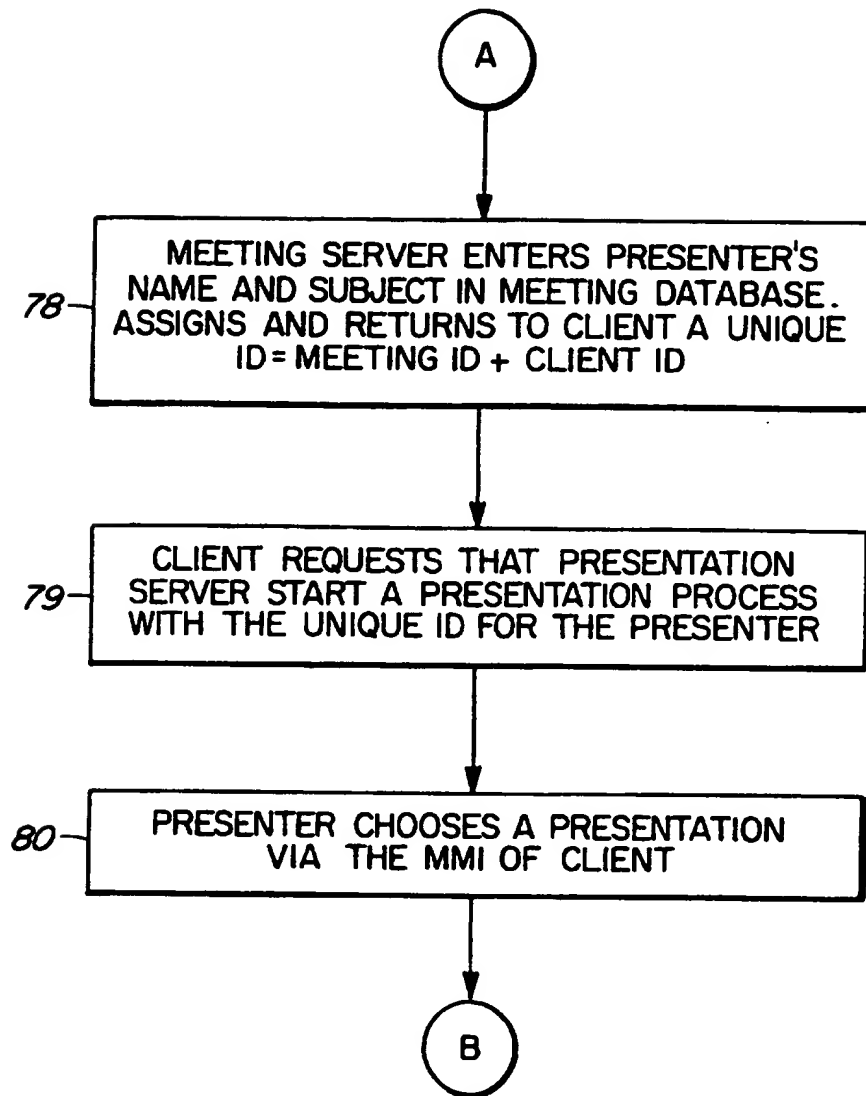 A
MEETING SERVER ENTERS PRESENTER'S
NAME AND SUBJECT IN MEETING DATABASE.
78
ASSIGNS AND RETURNS TO CLIENT A UNIQUE
ID = MEETING ID + CLIENT ID
CLIENT REQUESTS THAT PRESENTATION
79
SERVER START A PRESENTATION PROCESS
WITH THE UNIQUE ID FOR THE PRESENTER
80
PRESENTER CHOOSES A PRESENTATION
VIA THE MMI OF CLIENT
B